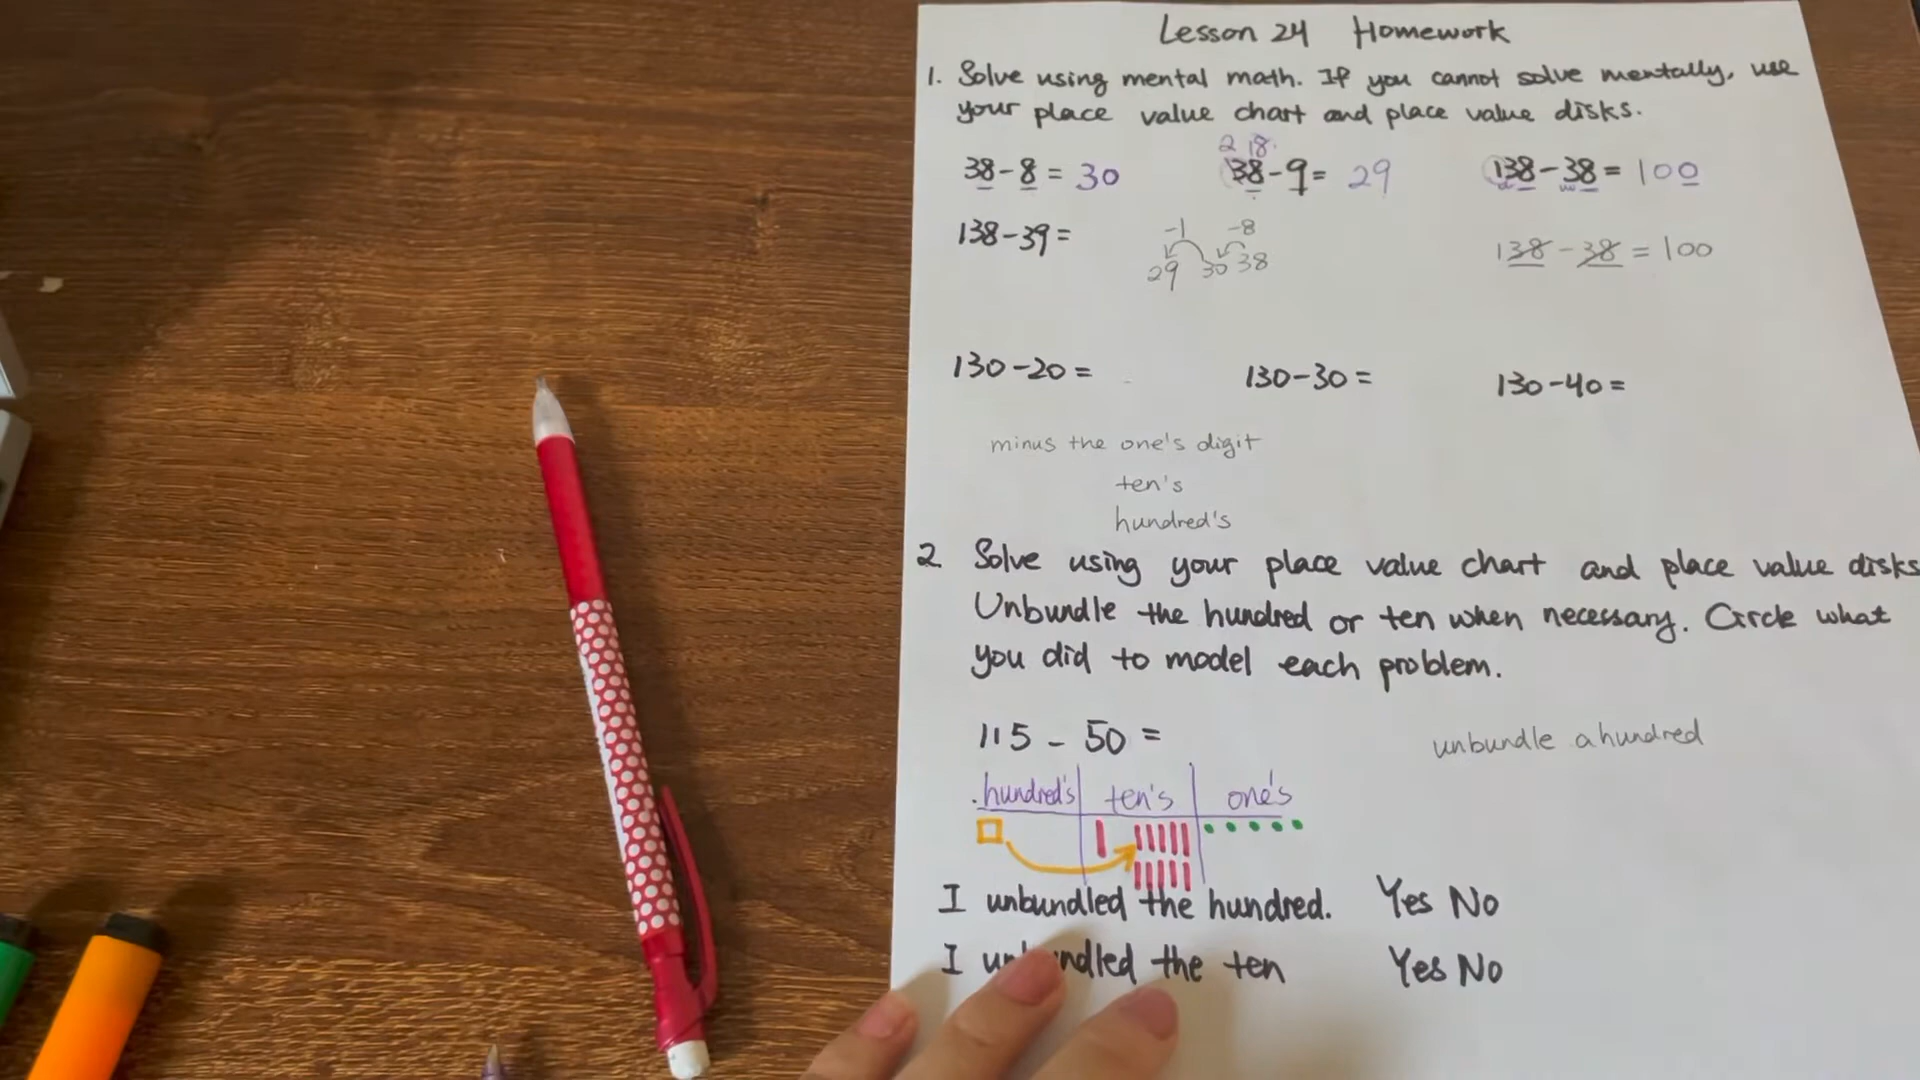 Lesson 24 Homework
1. Solve using mental math. If you cannot solve mentally, use
your place value chart and place value disks.
2 18
38-8 = 30 38-9= 29 138-38= 100
138-39=
-1 -8
29 30 38
138-38=100
130-20= 130-30= 130-40=
minus the one's digit
ten's
hundred's
2 Solve using your place value chart and place value disks
Unbundle the hundred or ten when necessary. Circle what
you did to model each problem.
115 - 50 =
unbundle a hundred
hundred's ten's one's
I unbundled the hundred. Yes No
I the ten Yes No